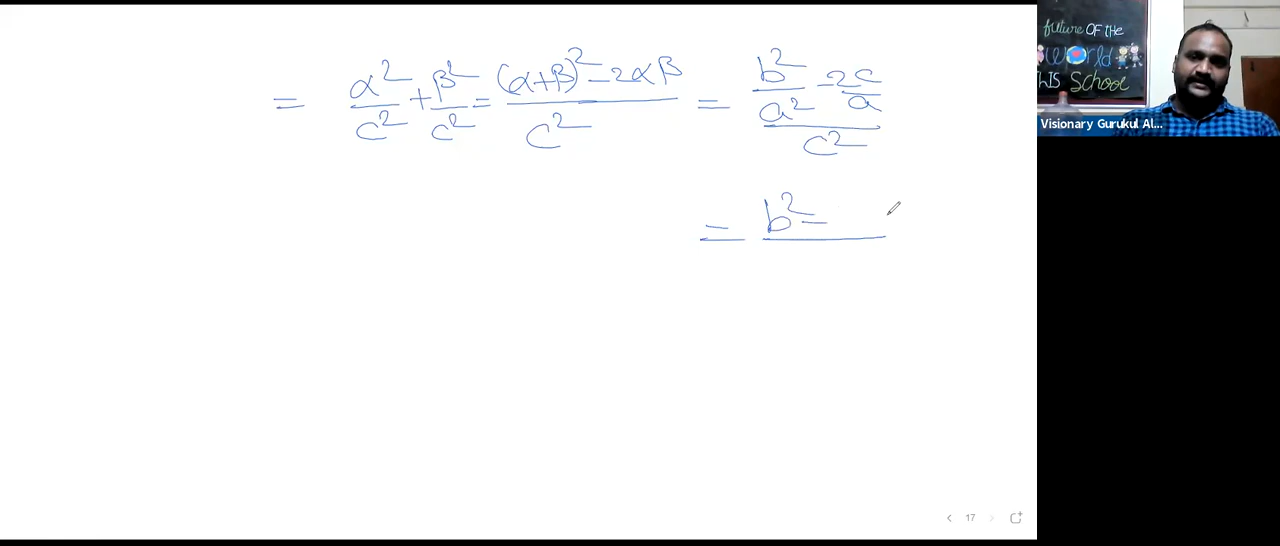 = α²/c² + β²/c² = (α+β)² - 2αβ / c² = b²/a² - 2c/a / c²
= b² -
future OF the
World
THIS School
Visionary Gurukul Al...
17